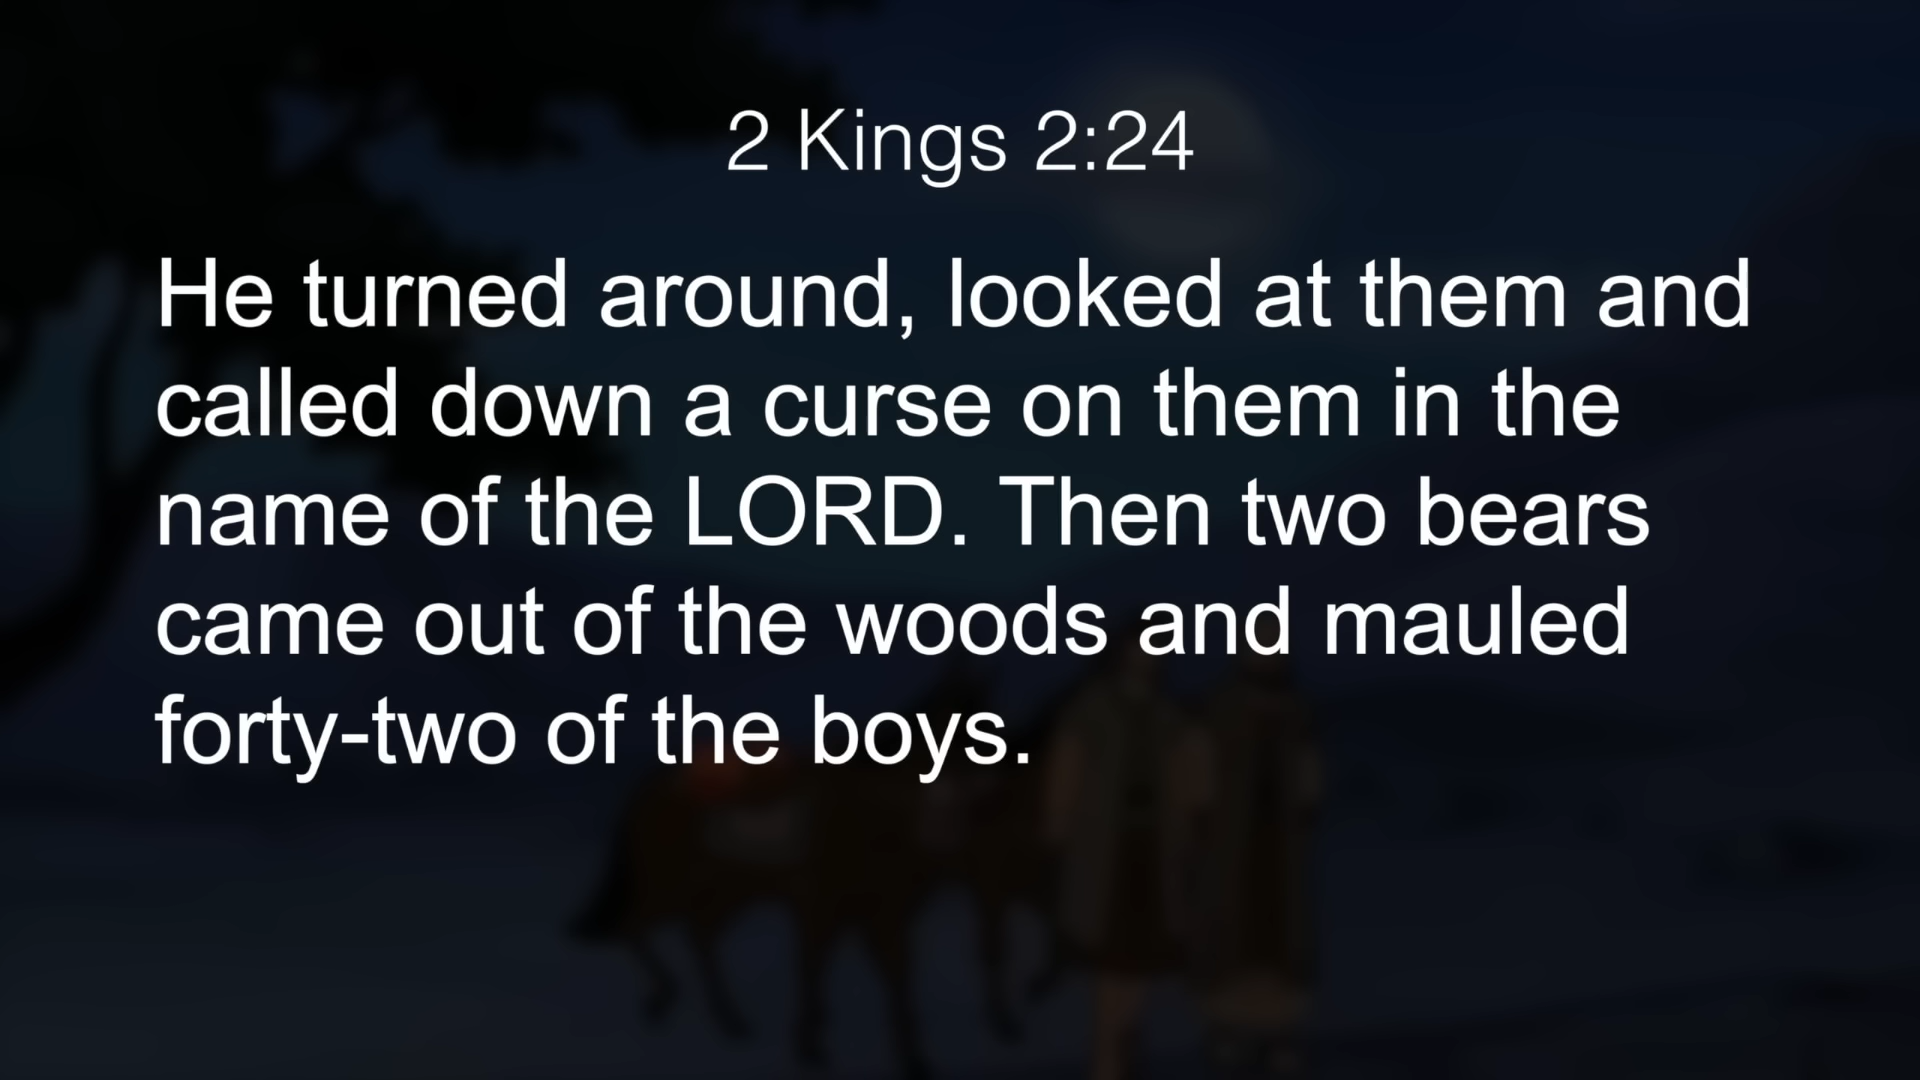 2 Kings 2:24
He turned around, looked at them and
called down a curse on them in the
name of the LORD. Then two bears
came out of the woods and mauled
forty-two of the boys.